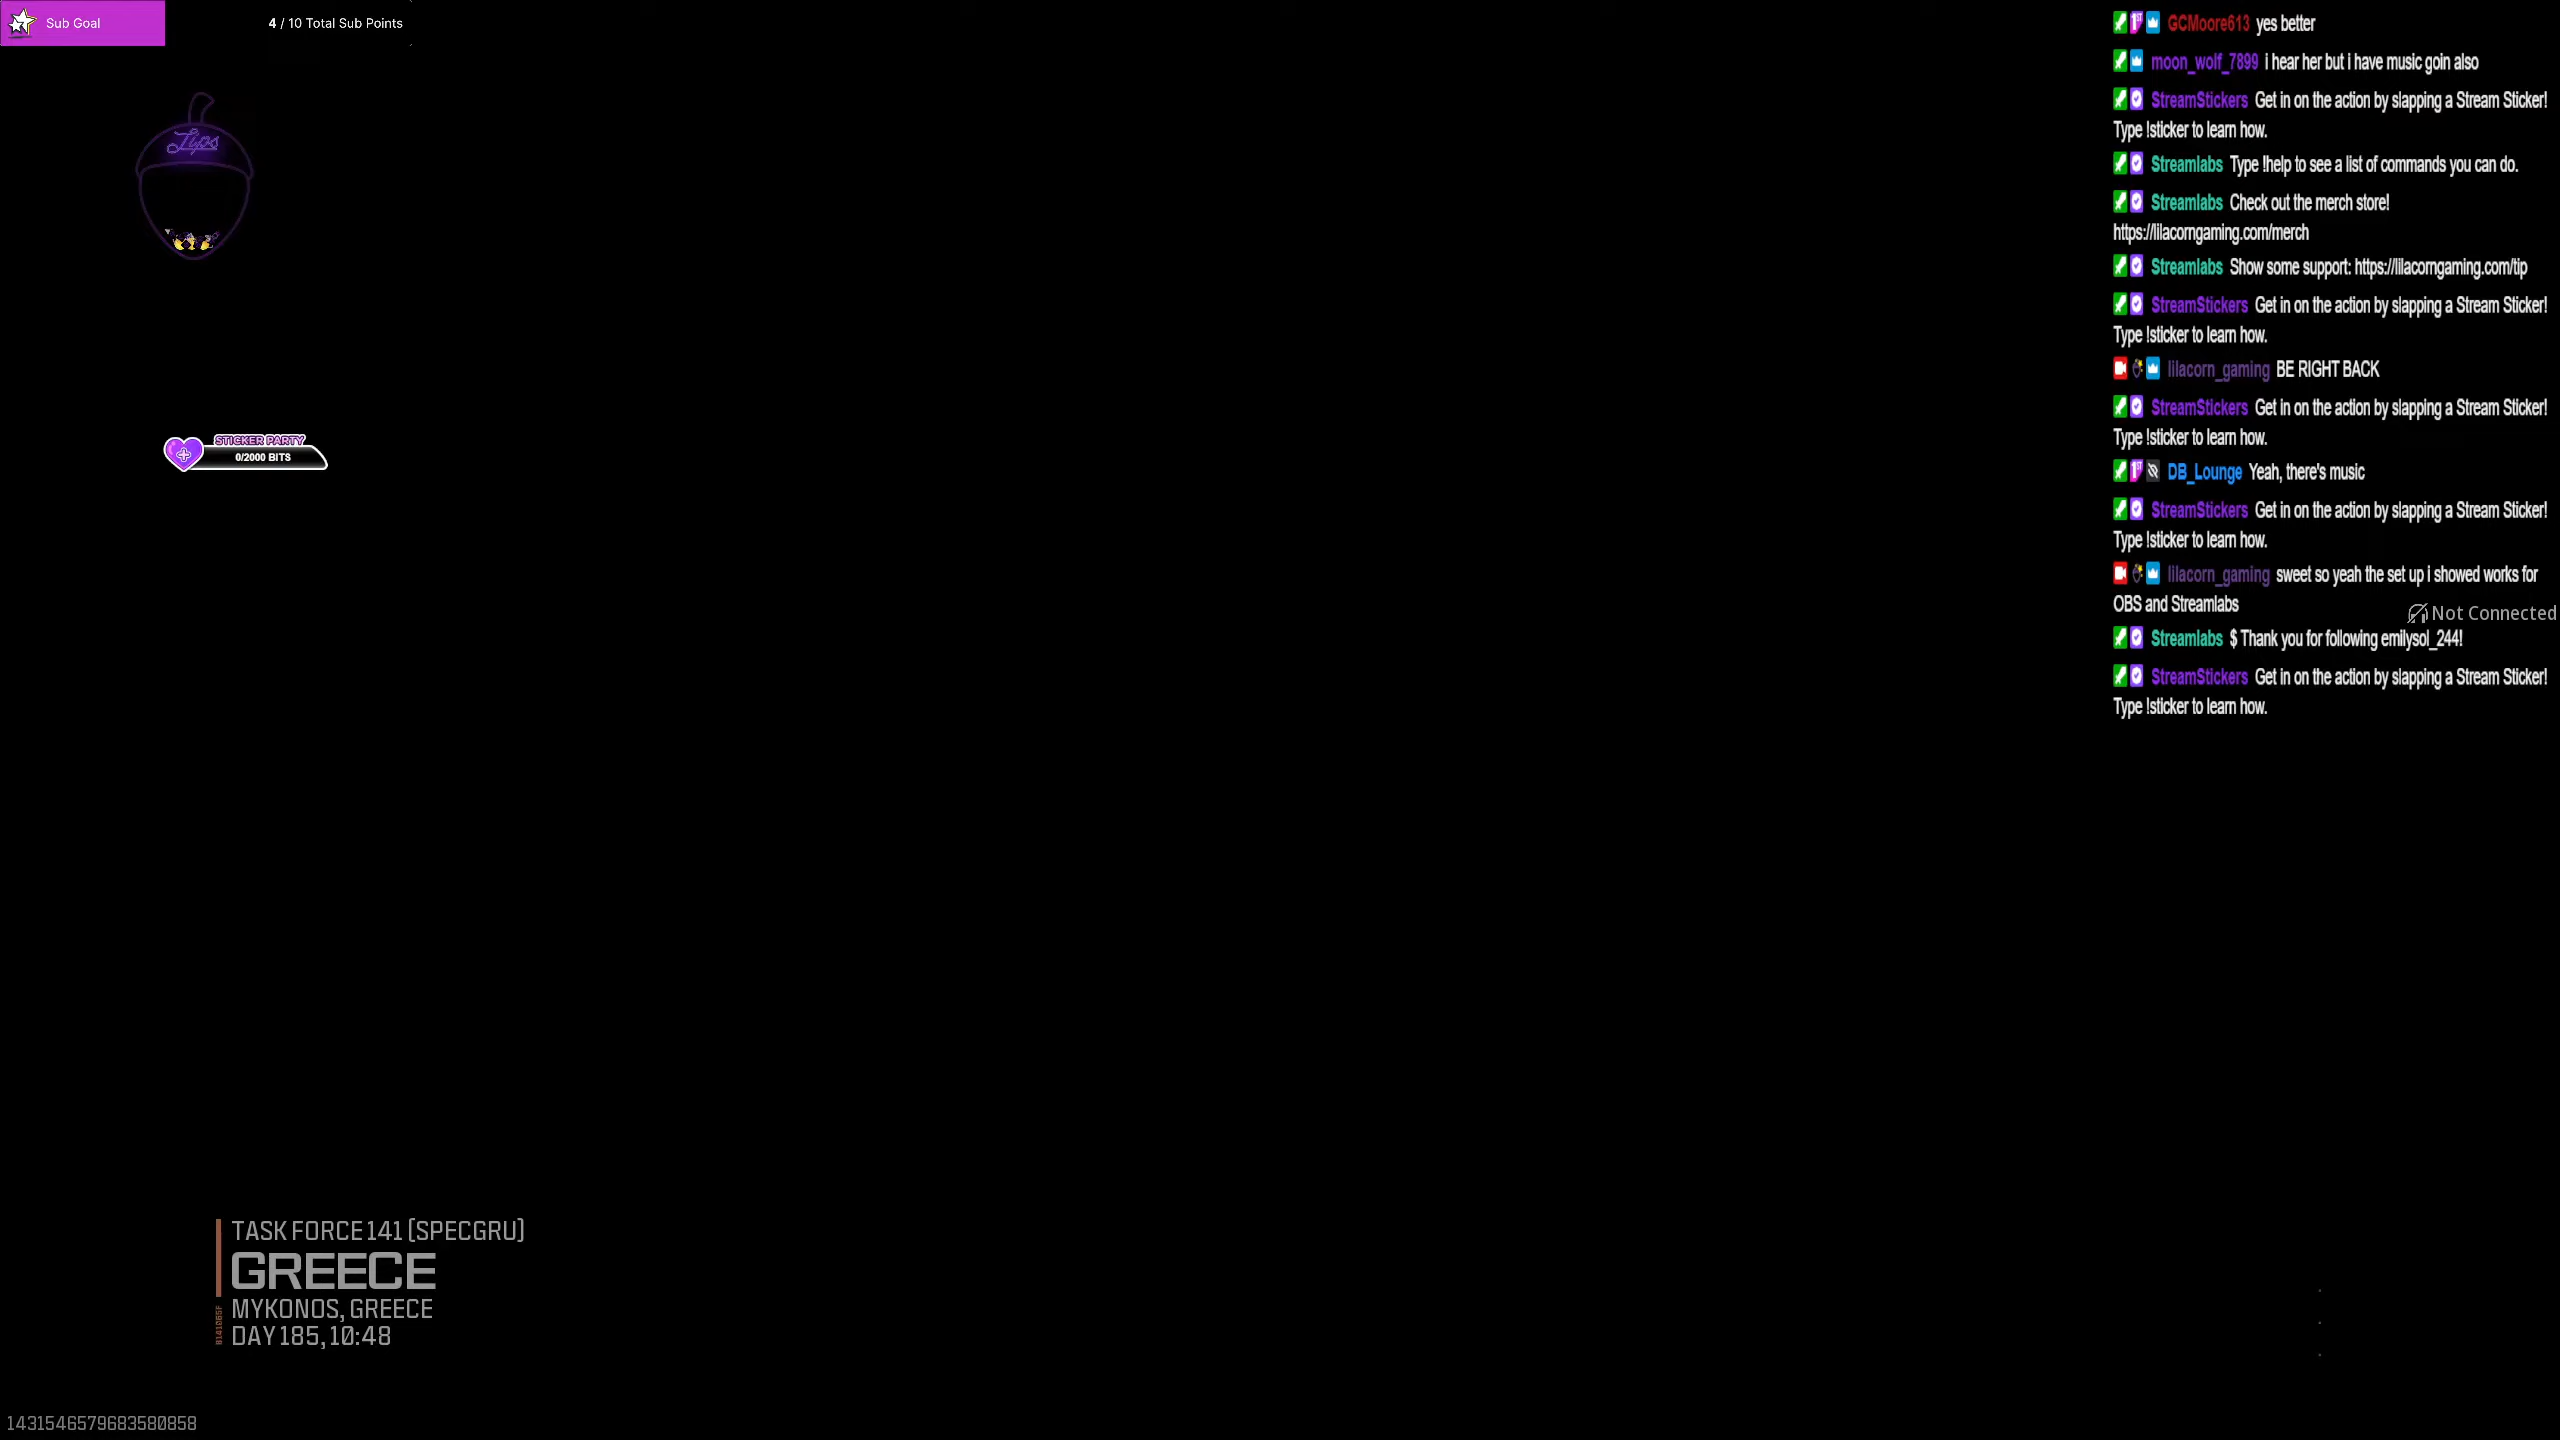 Sub Goal
4 / 10 Total Sub Points
Tips
STICKER PARTY
0/2000 BITS
GCMoore613 yes better
moon_wolf_7899 i hear her but i have music goin also
StreamStickers Get in on the action by slapping a Stream Sticker!
Type !sticker to learn how.
Streamlabs Type !help to see a list of commands you can do.
Streamlabs Check out the merch store!
https://lilacorngaming.com/merch
Streamlabs Show some support: https://lilacorngaming.com/tip
StreamStickers Get in on the action by slapping a Stream Sticker!
Type !sticker to learn how.
lilacorn_gaming BE RIGHT BACK
StreamStickers Get in on the action by slapping a Stream Sticker!
Type !sticker to learn how.
DB_Lounge Yeah, there's music
StreamStickers Get in on the action by slapping a Stream Sticker!
Type !sticker to learn how.
lilacorn_gaming sweet so yeah the set up i showed works for
OBS and Streamlabs
Not Connected
Streamlabs $ Thank you for following emilysol_244!
StreamStickers Get in on the action by slapping a Stream Sticker!
Type !sticker to learn how.
TASK FORCE 141 (SPECGRU)
GREECE
MYKONOS, GREECE
DAY 185, 10:48
1431546579683580858